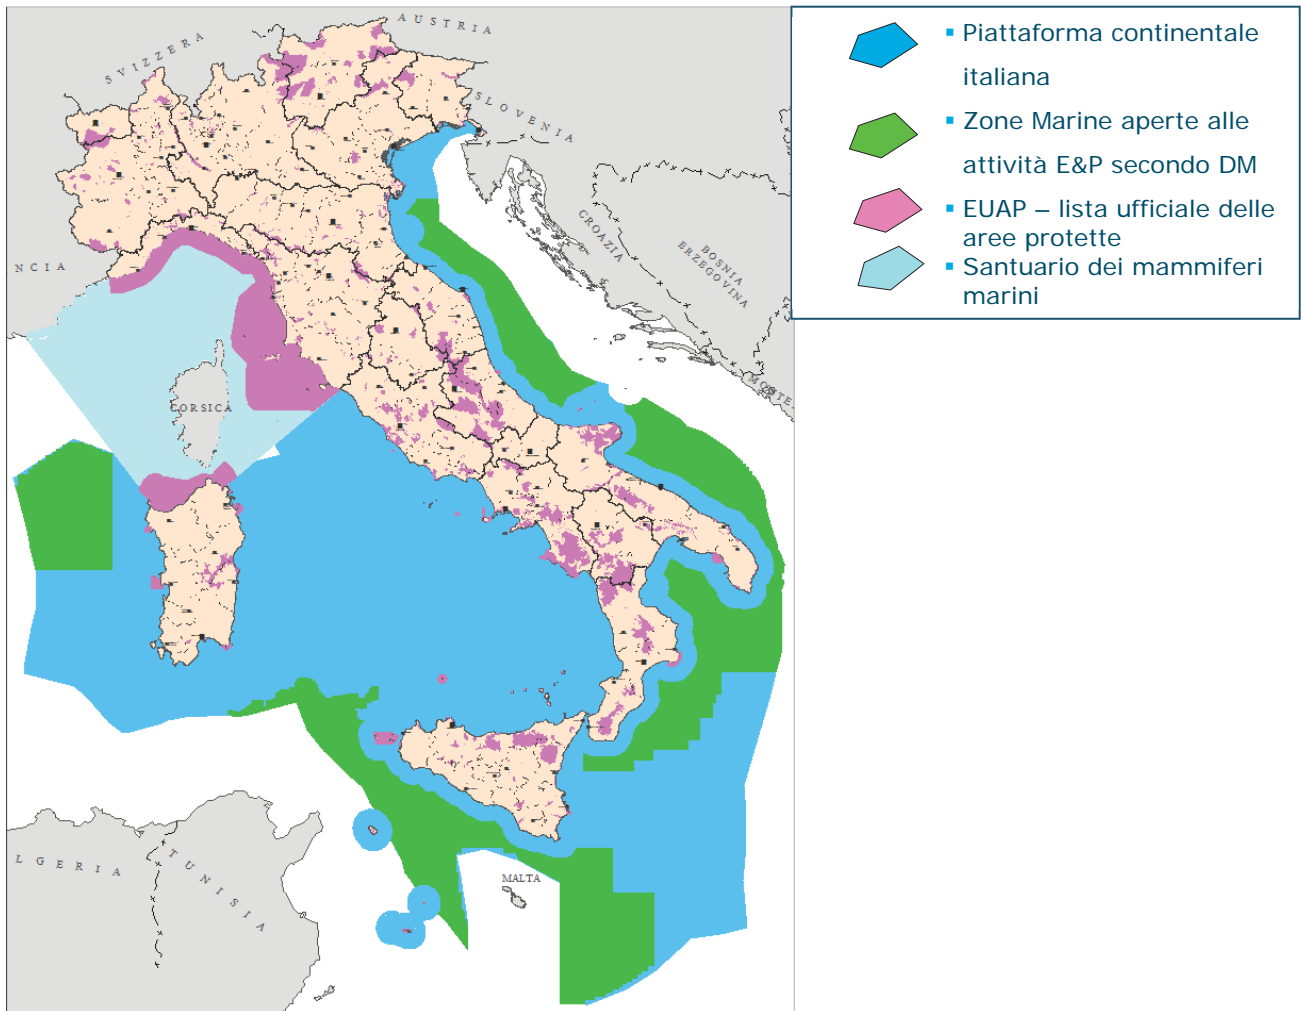 AUSTRIA
SVIZZERA
SLOVENIA
CROAZIA
BOSNIA
ERZEGOVINA
NCIA
MONTE
CORSICA
MALTA
LGERIA
TUNISIA
▪ Piattaforma continentale
italiana
▪ Zone Marine aperte alle
attività E&P secondo DM
▪ EUAP – lista ufficiale delle
aree protette
▪ Santuario dei mammiferi
marini